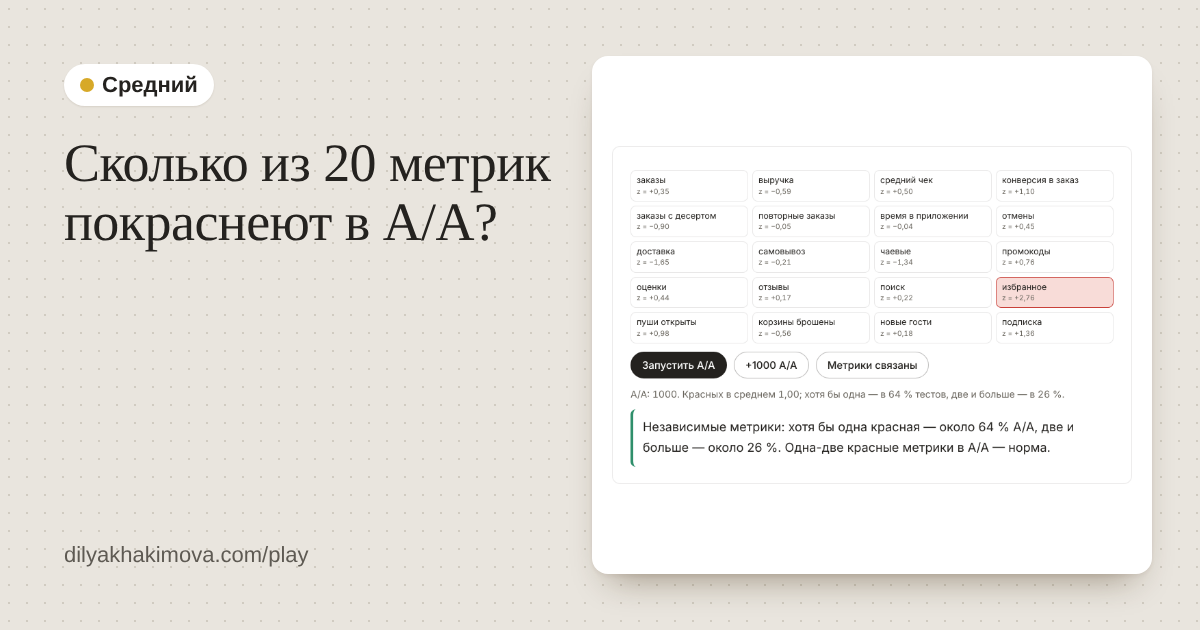 Средний
Сколько из 20 метрик
покраснеют в А/А?
dilyakhakimova.com/play
заказы
z = +0,35
выручка
z = −0,59
средний чек
z = +0,50
конверсия в заказ
z = +1,10
заказы с десертом
z = −0,90
повторные заказы
z = −0,05
время в приложении
z = −0,04
отмены
z = +0,45
доставка
z = −1,65
самовывоз
z = −0,21
чаевые
z = −1,34
промокоды
z = +0,76
оценки
z = +0,44
отзывы
z = +0,17
поиск
z = +0,22
избранное
z = +2,76
пуши открыты
z = +0,98
корзины брошены
z = −0,56
новые гости
z = +0,18
подписка
z = +1,36
Запустить А/А
+1000 А/А
Метрики связаны
А/А: 1000. Красных в среднем 1,00; хотя бы одна — в 64 % тестов, две и больше — в 26 %.
Независимые метрики: хотя бы одна красная — около 64 % А/А, две и
больше — около 26 %. Одна-две красные метрики в А/А — норма.